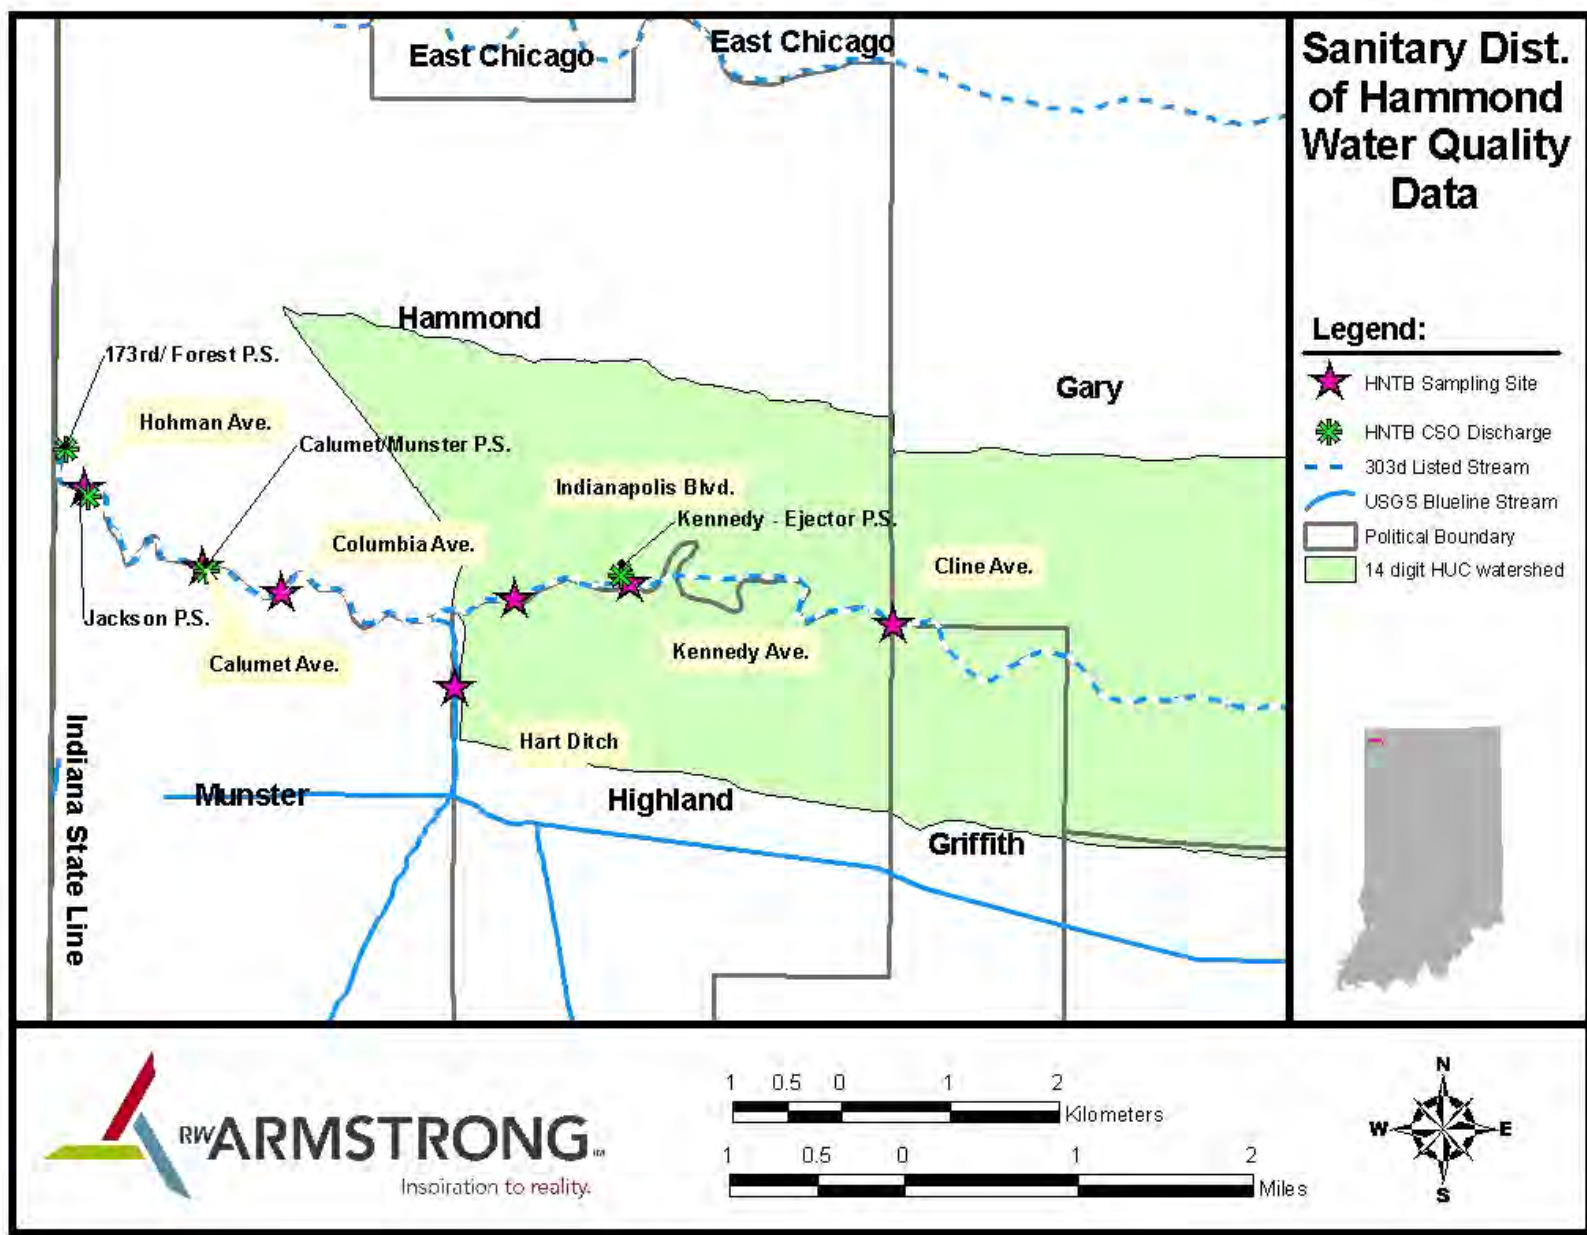 East Chicago
East Chicago
Sanitary Dist.
of Hammond
Water Quality
Data
Hammond
173rd/ Forest P.S.
Hohman Ave.
Calumet/Munster P.S.
Gary
Indianapolis Blvd.
Kennedy - Ejector P.S.
Columbia Ave.
Cline Ave.
Jackson P.S.
Calumet Ave.
Kennedy Ave.
Hart Ditch
Indiana State Line
Munster
Highland
Griffith
Legend:
HNTB Sampling Site
HNTB CSO Discharge
303d Listed Stream
USGS Blueline Stream
Political Boundary
14 digit HUC watershed
RWARMSTRONG
Inspiration to reality.
1 0.5 0 1 2
Kilometers
1 0.5 0 1 2
Miles
N
W E
S